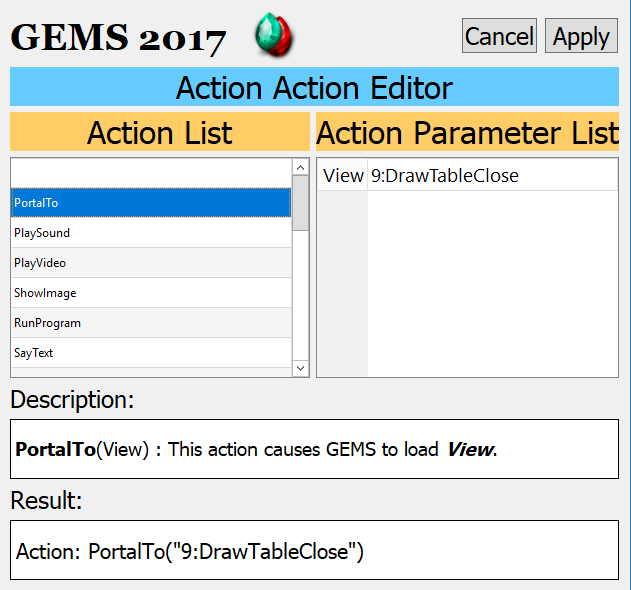 GEMS 2017
Cancel Apply
Action Action Editor
Action List
Action Parameter List
PortalTo
PlaySound
PlayVideo
ShowImage
RunProgram
SayText
View 9:DrawTableClose
Description:
PortalTo(View) : This action causes GEMS to load View.
Result:
Action: PortalTo("9:DrawTableClose")